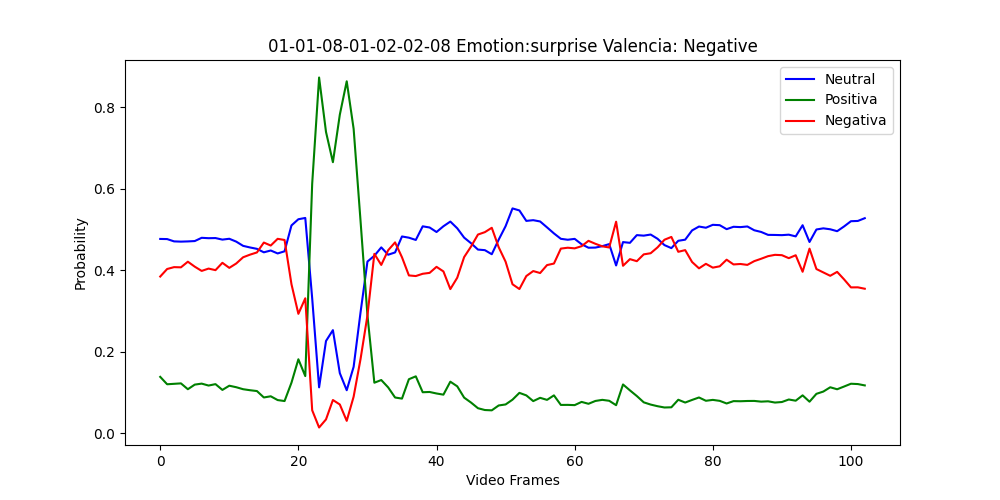 01-01-08-01-02-02-08 Emotion:surprise Valencia: Negative
Neutral
Positiva
Negativa
Probability
0.8
0.6
0.4
0.2
0.0
0 20 40 60 80 100
Video Frames